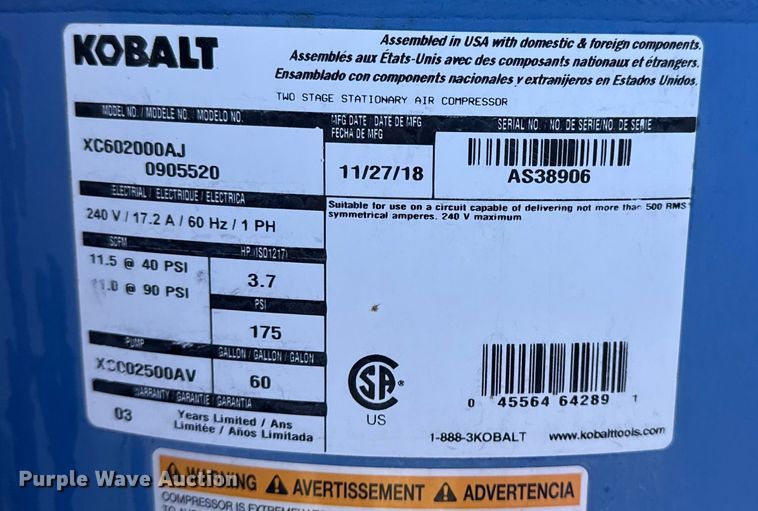 KOBALT
Assembled in USA with domestic & foreign components.
Assemblés aux États-Unis avec des composants nationaux et étrangers.
Ensamblado con componentes nacionales y extranjeros en Estados Unidos.
TWO STAGE STATIONARY AIR COMPRESSOR
MODEL NO. / MODELE NO. / MODELO NO.
MFG DATE / DATE DE MFG
FECHA DE MFG
SERIAL NO. / NO. DE SERIE/NO. DE SERIE
XC602000AJ
0905520
11/27/18
AS38906
ELECTRIAL / ELECTRIQUE / ELECTRICA
240 V / 17.2 A / 60 Hz / 1 PH
Suitable for use on a circuit capable of delivering not more than 500 RMS
symmetrical amperes. 240 V maximum
SCFM
HP (ISO1217)
11.5 @ 40 PSI
3.7
@ 90 PSI
PSI
175
PUMP
GALLON / GALLON / GALON
60
WARRANTY / GARANTIE / GARANTIA
03
Years Limited / Ans
Limitée / Años Limitada
CSA
US
0 45564 64289 1
1-888-3KOBALT
www.kobalttools.com
WARNING AVERTISSEMENT ADVERTENCIA
COMPRESSOR IS
Purple Wave Auction